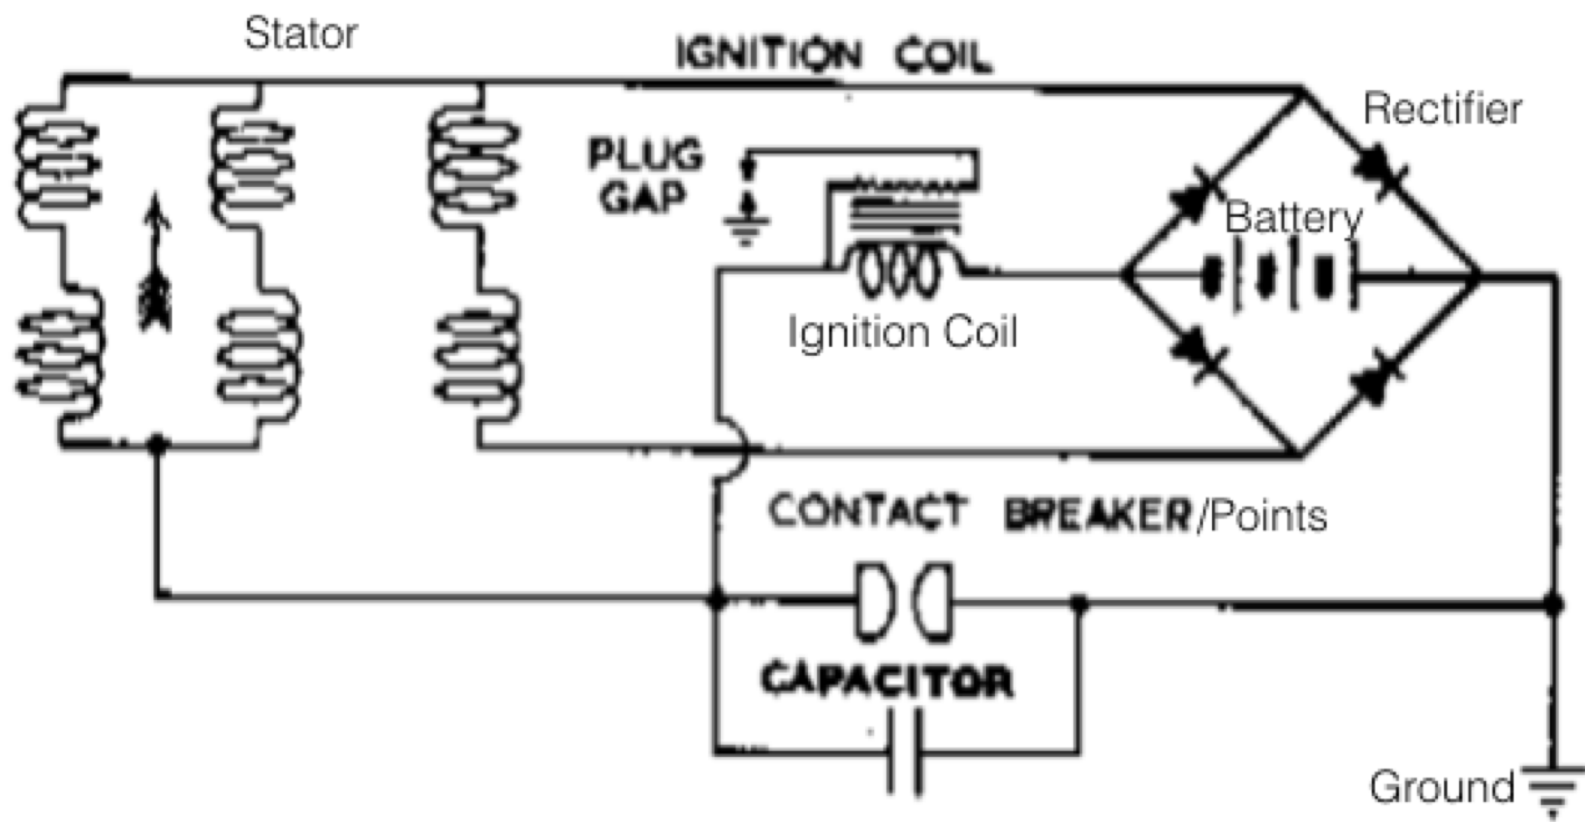 Stator
IGNITION COIL
Rectifier
PLUG
GAP
Battery
Ignition Coil
CONTACT BREAKER/Points
CAPACITOR
Ground